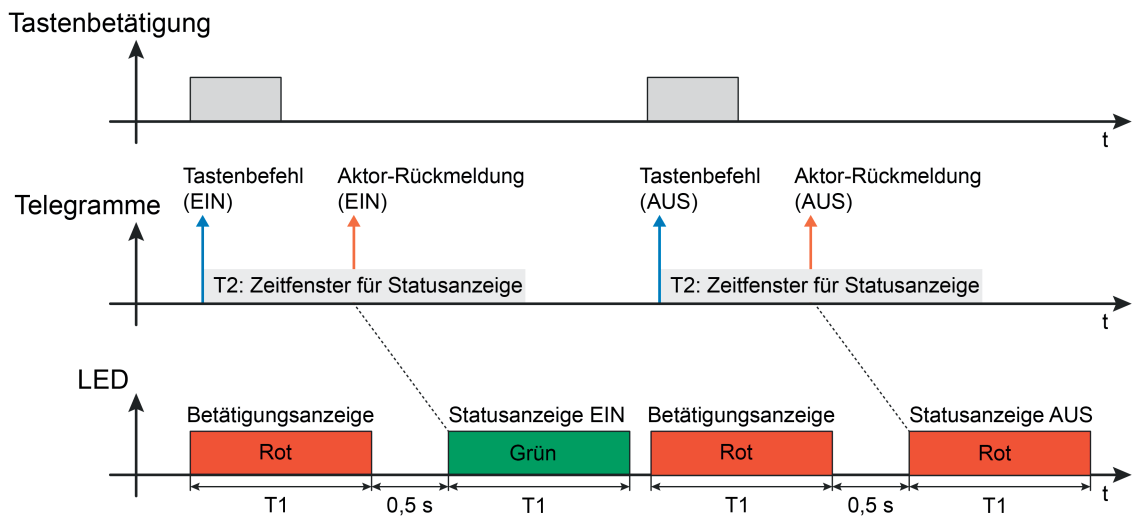 Tastenbetätigung
t
Tastenbefehl
(EIN)
Aktor-Rückmeldung
(EIN)
Tastenbefehl
(AUS)
Aktor-Rückmeldung
(AUS)
Telegramme
T2: Zeitfenster für Statusanzeige
T2: Zeitfenster für Statusanzeige
t
LED
Betätigungsanzeige
Statusanzeige EIN
Betätigungsanzeige
Statusanzeige AUS
Rot
Grün
Rot
Rot
t
T1
0,5 s
T1
T1
0,5 s
T1